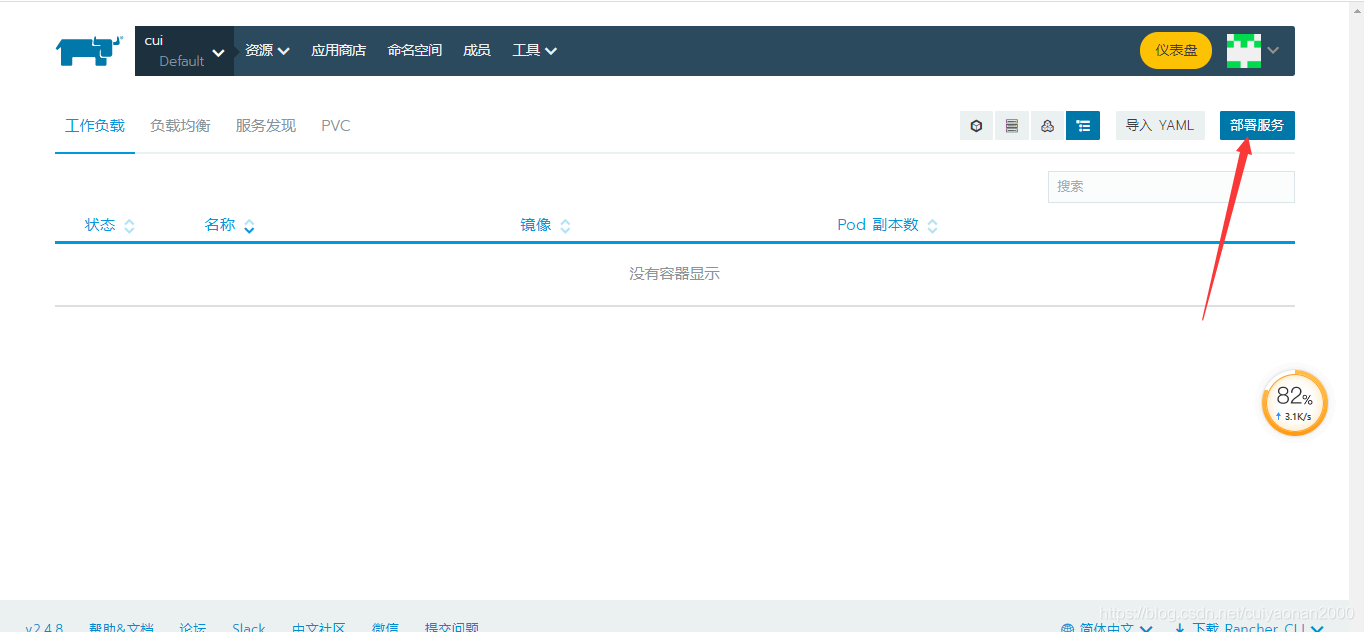 cui
Default
资源 应用商店 命名空间 成员 工具 仪表盘
工作负载 负载均衡 服务发现 PVC 导入 YAML 部署服务
搜索
状态 名称 镜像 Pod 副本数
没有容器显示
82%
↑ 3.1K/s
https://blog.csdn.net/cuiyaonan2000
v2.4.8 帮助&文档 论坛 Slack 中文社区 微信 提交问题 简体中文 下载 Rancher CLI